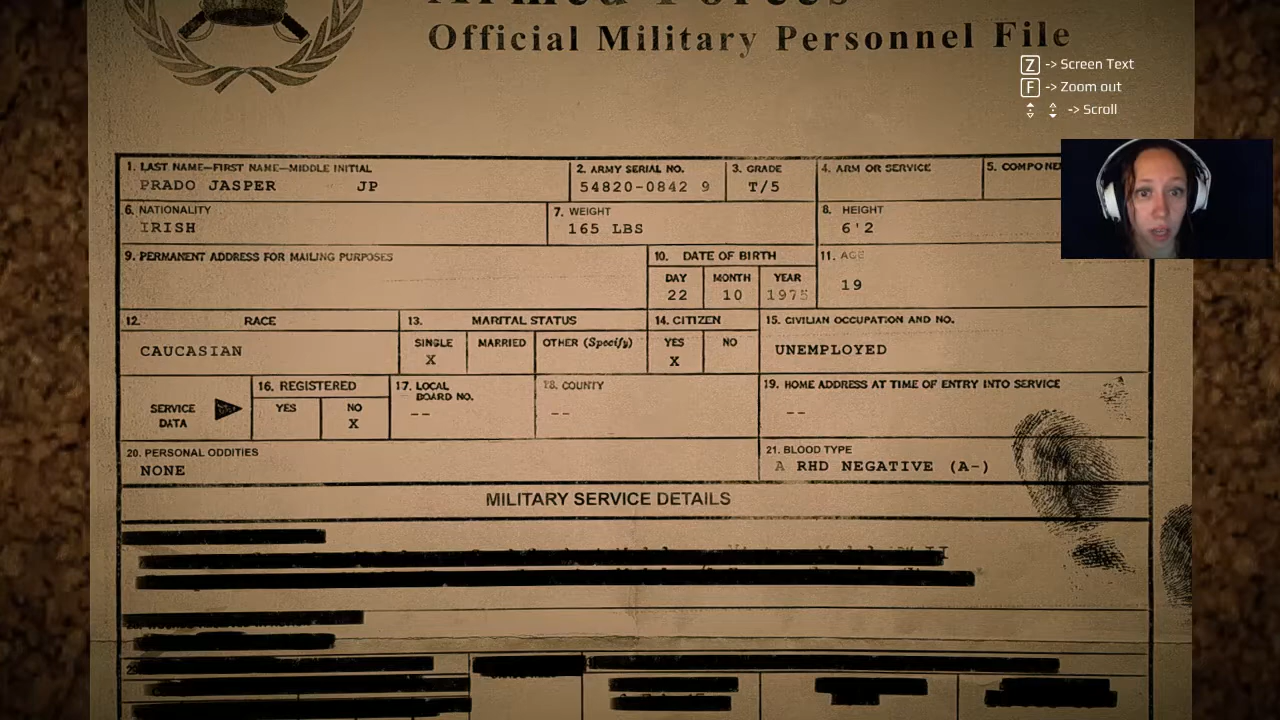 Armed Forces
Official Military Personnel File
Z -> Screen Text
F -> Zoom out
-> Scroll
1. LAST NAME—FIRST NAME—MIDDLE INITIAL
PRADO JASPER JP
2. ARMY SERIAL NO.
54820-0842 9
3. GRADE
T/5
4. ARM OR SERVICE
5. COMPONE
6. NATIONALITY
IRISH
7. WEIGHT
165 LBS
8. HEIGHT
6'2
9. PERMANENT ADDRESS FOR MAILING PURPOSES
10. DATE OF BIRTH
DAY MONTH YEAR
22 10 1975
11. AGE
19
12. RACE
CAUCASIAN
13. MARITAL STATUS
SINGLE MARRIED OTHER (Specify)
X
14. CITIZEN
YES NO
X
15. CIVILIAN OCCUPATION AND NO.
UNEMPLOYED
SERVICE
DATA
16. REGISTERED
YES NO
X
17. LOCAL
BOARD NO.
--
18. COUNTY
--
19. HOME ADDRESS AT TIME OF ENTRY INTO SERVICE
--
20. PERSONAL ODDITIES
NONE
21. BLOOD TYPE
A RHD NEGATIVE (A-)
MILITARY SERVICE DETAILS